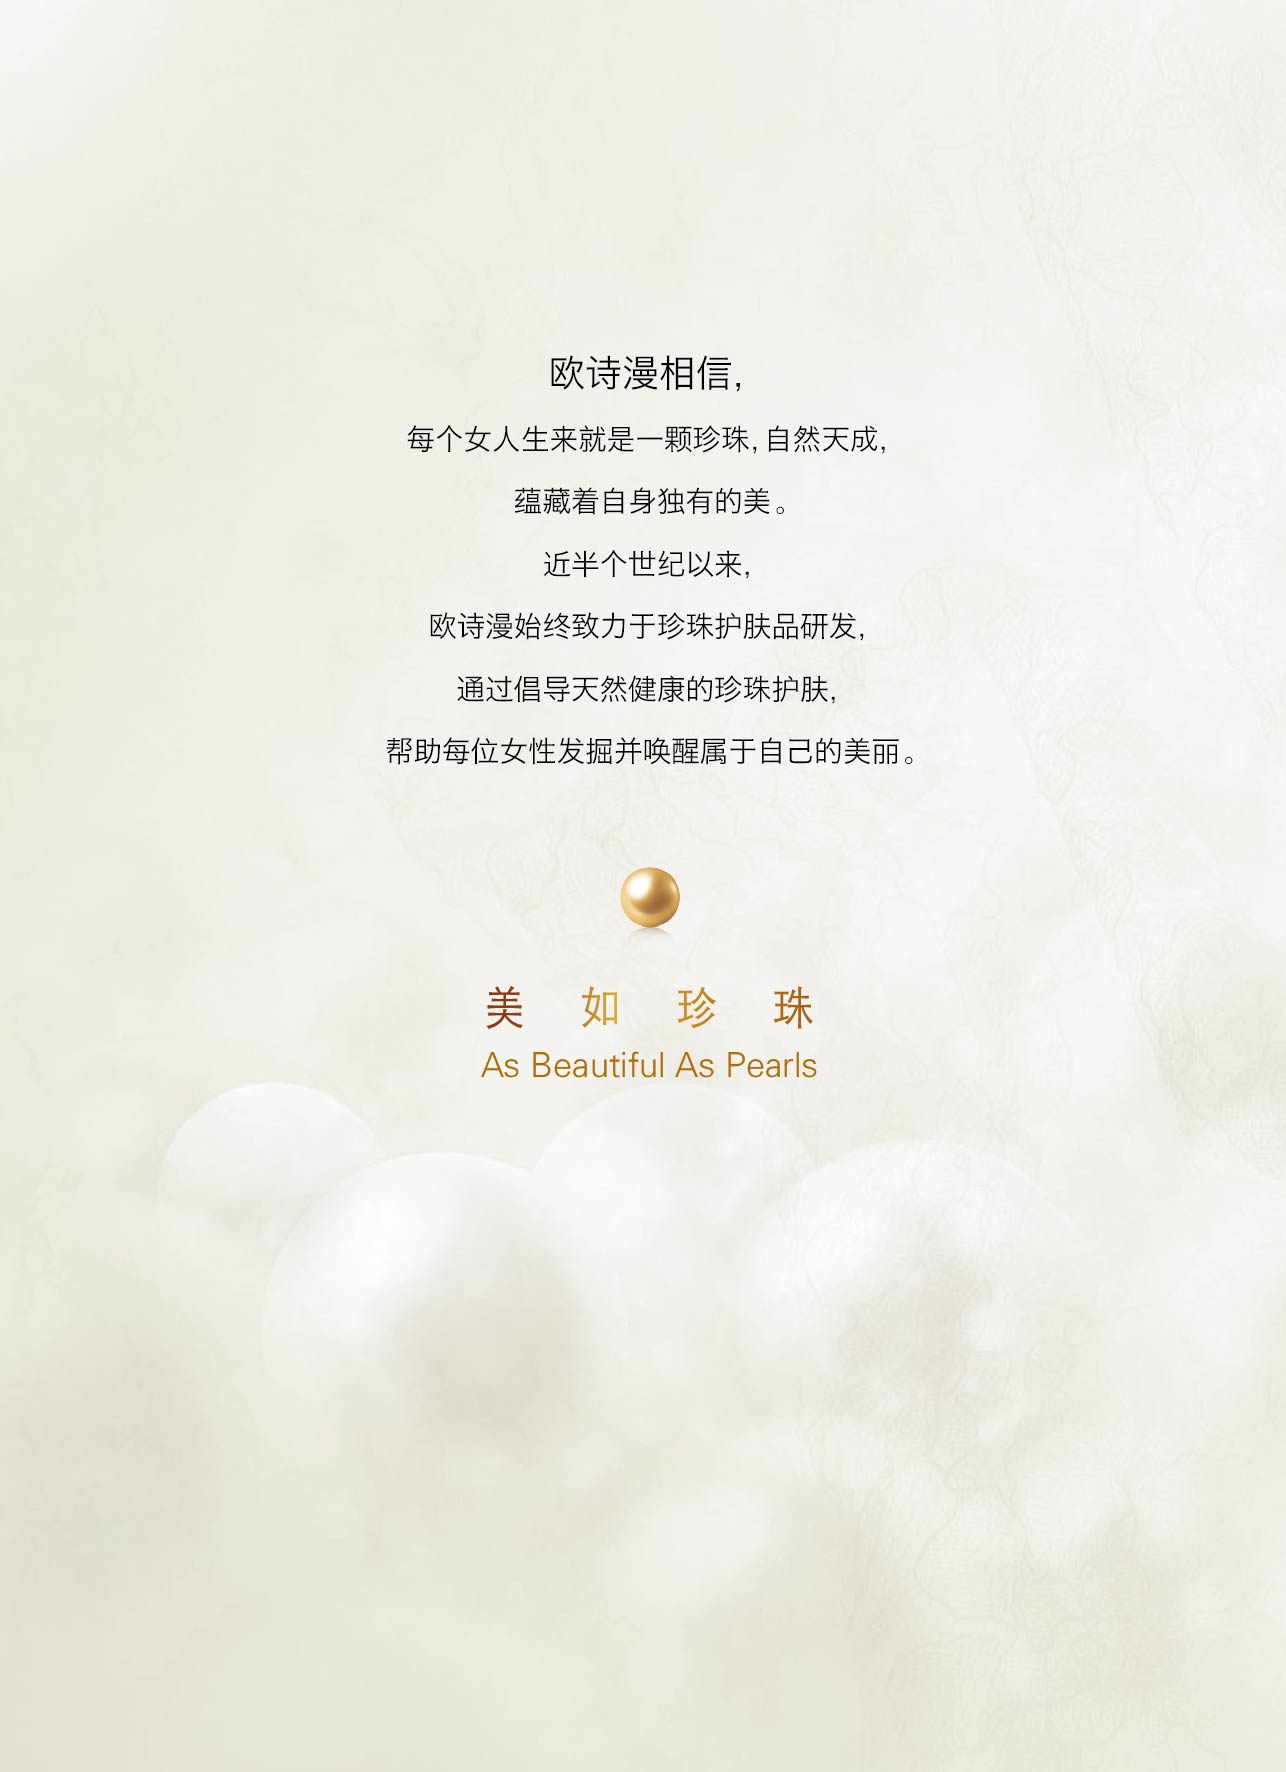 欧诗漫相信,
每个女人生来就是一颗珍珠, 自然天成,
蕴藏着自身独有的美。
近半个世纪以来,
欧诗漫始终致力于珍珠护肤品研发,
通过倡导天然健康的珍珠护肤,
帮助每位女性发掘并唤醒属于自己的美丽。
美如珍珠
As Beautiful As Pearls